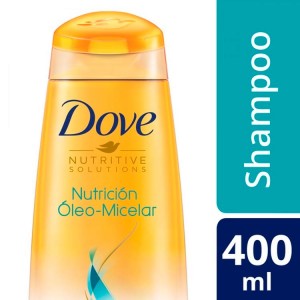 Dove
NUTRITIVE
SOLUTIONS
Nutrición
Óleo-Micelar
Shampoo
400
ml